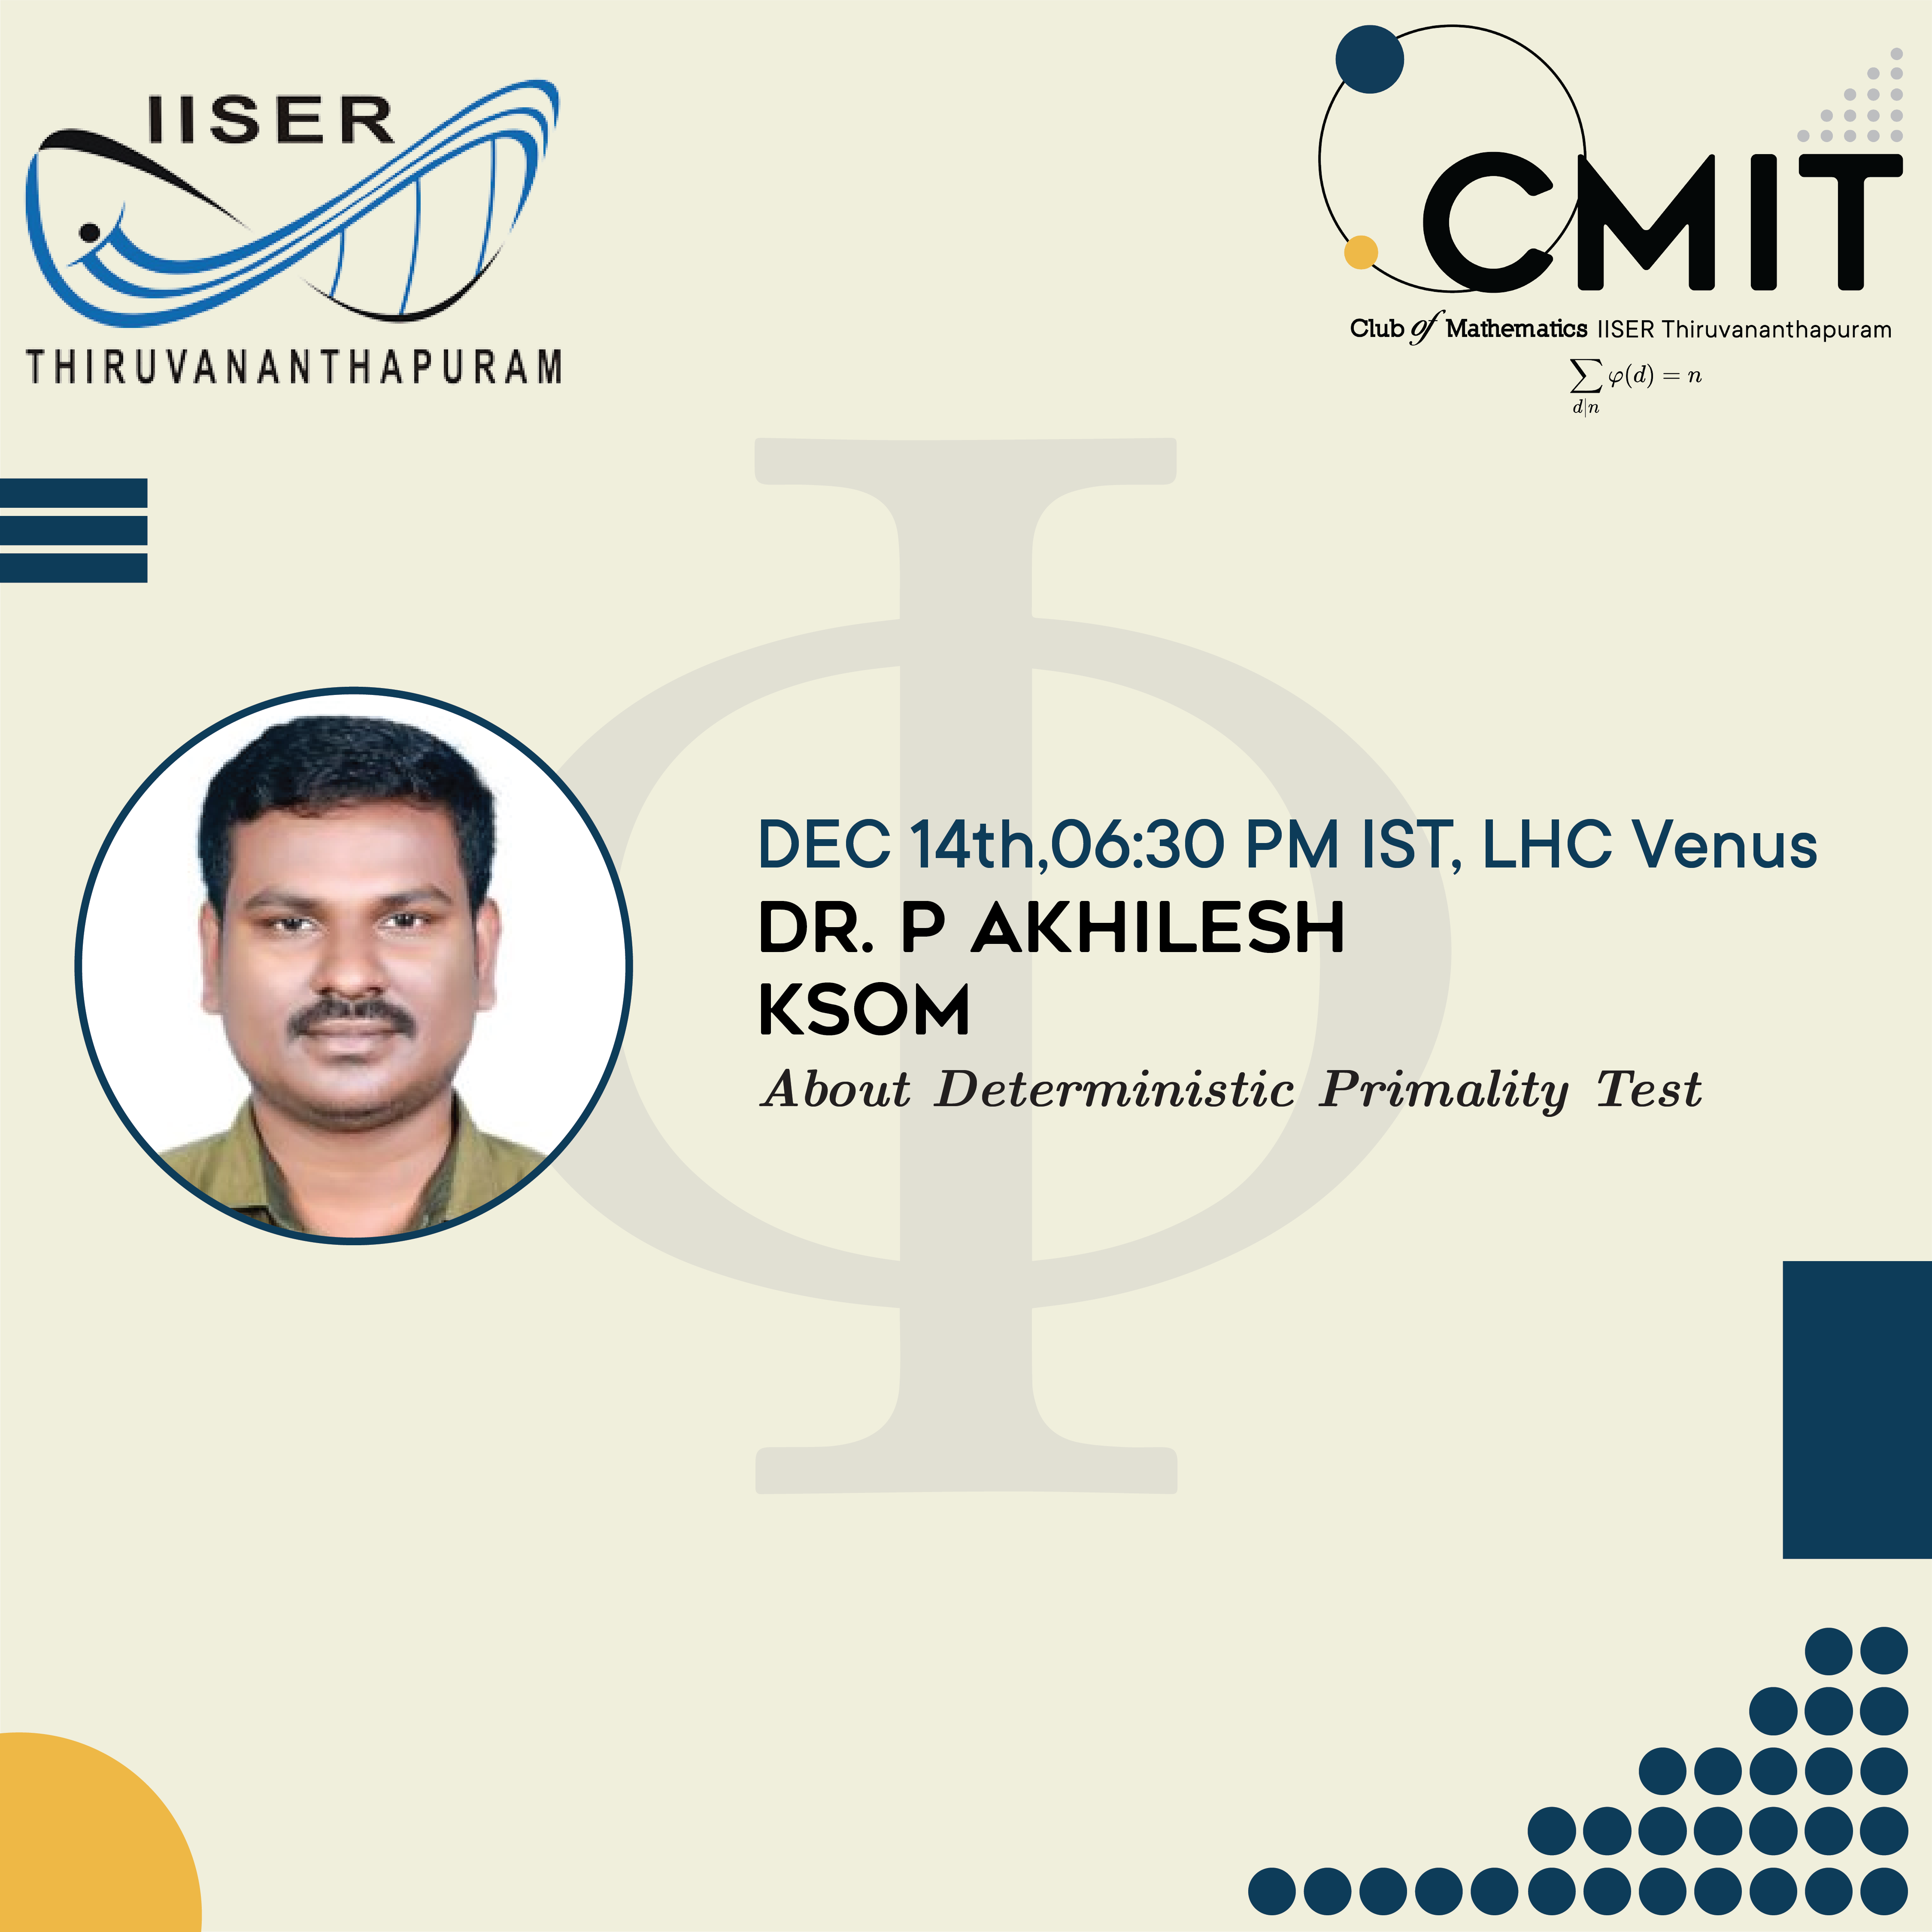 IISER
THIRUVANANTHAPURAM
CMIT
Club of Mathematics IISER Thiruvananthapuram
∑ φ(d) = n
d|n
Φ
DEC 14th,06:30 PM IST, LHC Venus
DR. P AKHILESH
KSOM
About Deterministic Primality Test